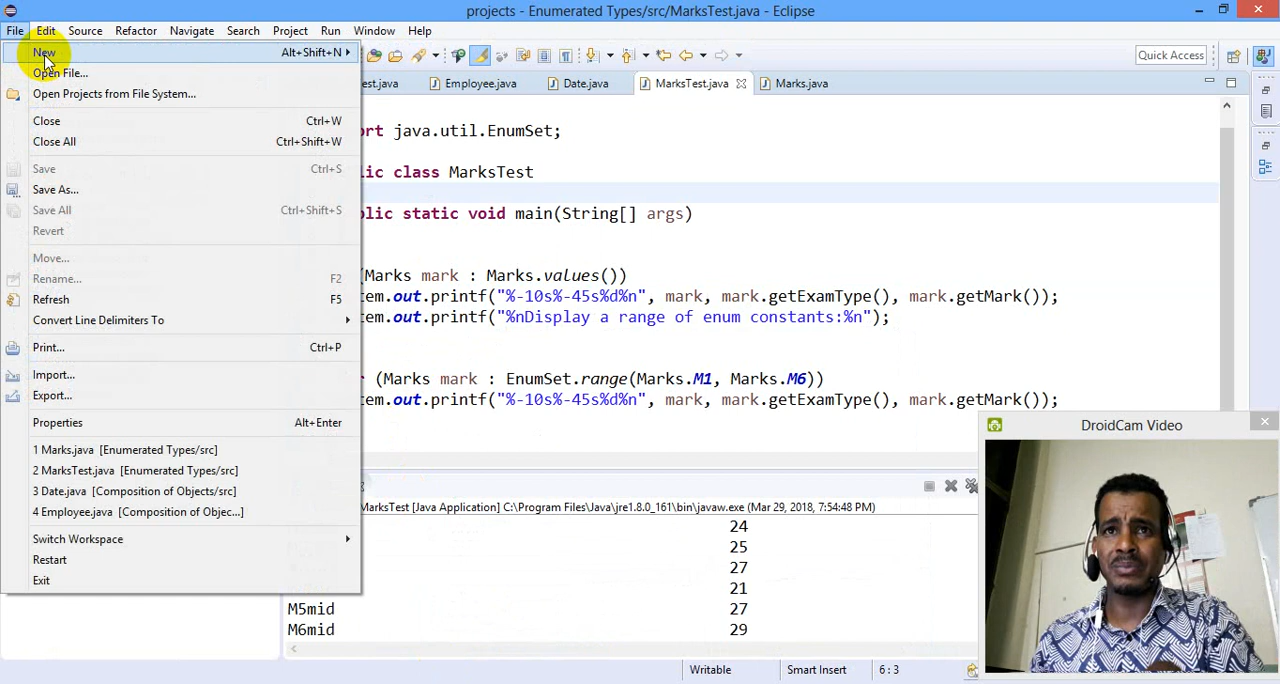 projects - Enumerated Types/src/MarksTest.java - Eclipse
File Edit Source Refactor Navigate Search Project Run Window Help
Quick Access
New Alt+Shift+N
Open File...
Open Projects from File System...
Close Ctrl+W
Close All Ctrl+Shift+W
Save Ctrl+S
Save As...
Save All Ctrl+Shift+S
Revert
Move...
Rename... F2
Refresh F5
Convert Line Delimiters To
Print... Ctrl+P
Import...
Export...
Properties Alt+Enter
1 Marks.java [Enumerated Types/src]
2 MarksTest.java [Enumerated Types/src]
3 Date.java [Composition of Objects/src]
4 Employee.java [Composition of Objec...]
Switch Workspace
Restart
Exit
est.java Employee.java Date.java MarksTest.java Marks.java
ort java.util.EnumSet;
lic class MarksTest
blic static void main(String[] args)
(Marks mark : Marks.values())
tem.out.printf("%-10s%-45s%d%n", mark, mark.getExamType(), mark.getMark());
tem.out.printf("%nDisplay a range of enum constants:%n");
r (Marks mark : EnumSet.range(Marks.M1, Marks.M6))
tem.out.printf("%-10s%-45s%d%n", mark, mark.getExamType(), mark.getMark());
MarksTest [Java Application] C:\Program Files\Java\jre1.8.0_161\bin\javaw.exe (Mar 29, 2018, 7:54:48 PM)
24
25
27
21
M5mid 27
M6mid 29
DroidCam Video
Writable Smart Insert 6 : 3